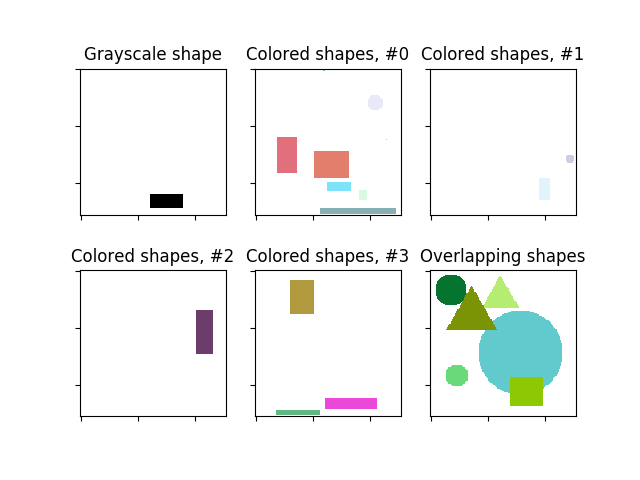 Grayscale shape
Colored shapes, #0
Colored shapes, #1
Colored shapes, #2
Colored shapes, #3
Overlapping shapes